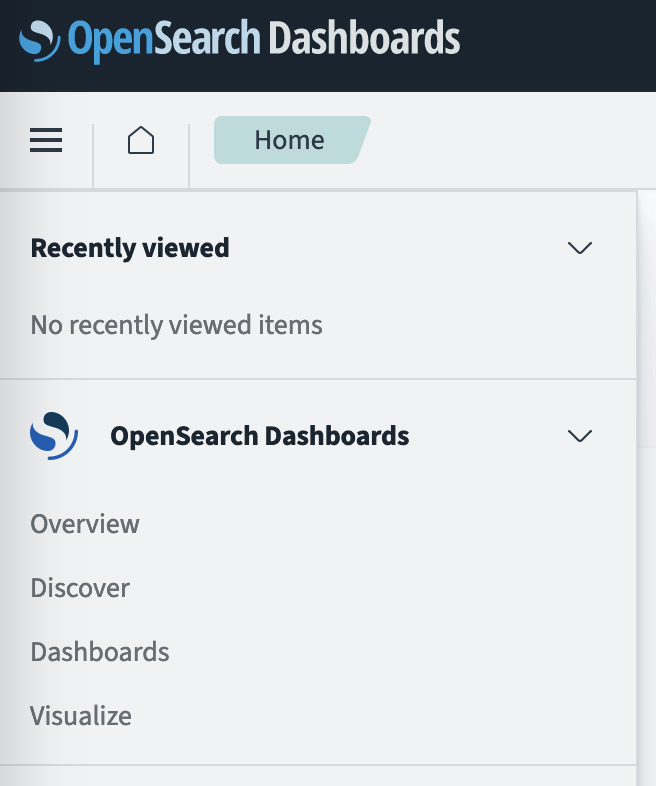 OpenSearch Dashboards
Home
Recently viewed
No recently viewed items
OpenSearch Dashboards
Overview
Discover
Dashboards
Visualize